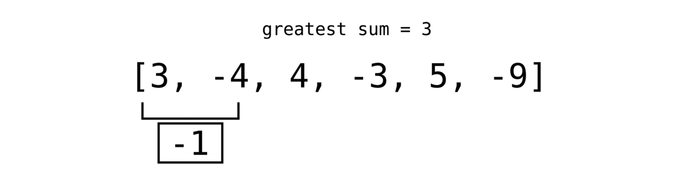 greatest sum = 3
[3, -4, 4, -3, 5, -9]
-1